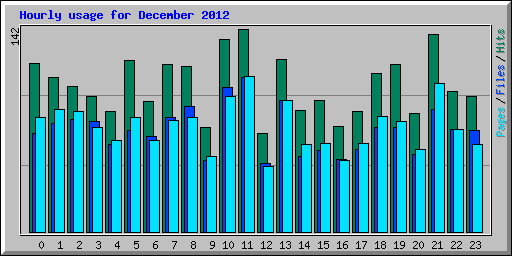 Hourly usage for December 2012
142
Pages/Files/Hits
0 1 2 3 4 5 6 7 8 9 10 11 12 13 14 15 16 17 18 19 20 21 22 23